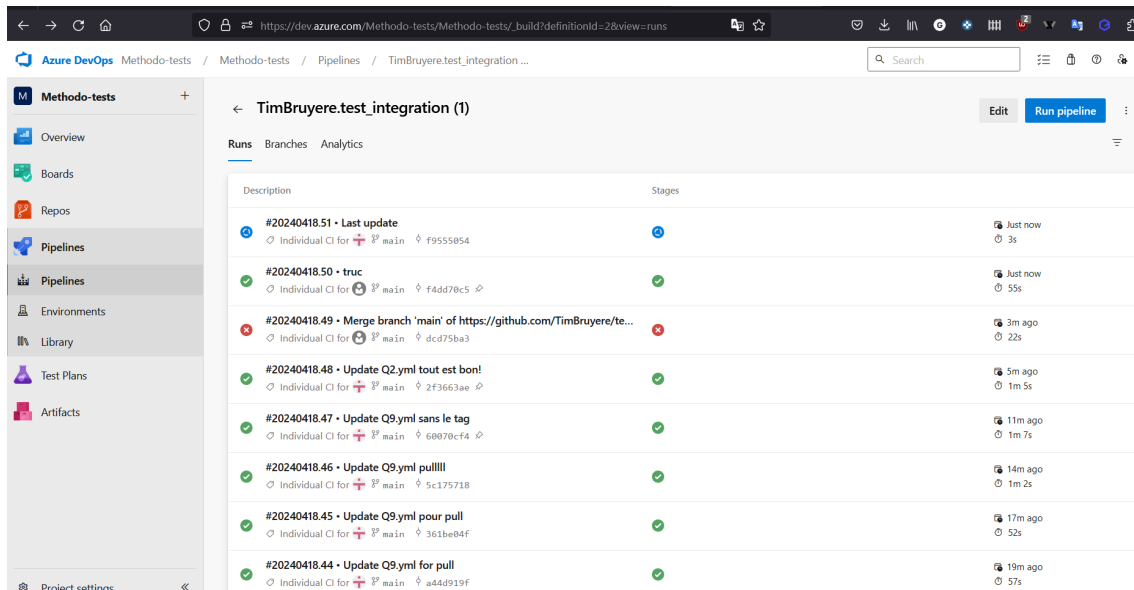 https://dev.azure.com/Methodo-tests/Methodo-tests/_build?definitionId=2&view=runs
G
2
Azure DevOps Methodo-tests / Methodo-tests / Pipelines / TimBruyere.test_integration ...
Search
M Methodo-tests +
Overview
Boards
Repos
Pipelines
Pipelines
Environments
Library
Test Plans
Artifacts
Project settings
TimBruyere.test_integration (1)
Edit Run pipeline
Runs Branches Analytics
Description Stages
#20240418.51 • Last update
Individual CI for main f9555054
Just now
3s
#20240418.50 • truc
Individual CI for main f4dd70c5
Just now
55s
#20240418.49 • Merge branch 'main' of https://github.com/TimBruyere/te...
Individual CI for main dcd75ba3
3m ago
22s
#20240418.48 • Update Q2.yml tout est bon!
Individual CI for main 2f3663ae
5m ago
1m 5s
#20240418.47 • Update Q9.yml sans le tag
Individual CI for main 60070cf4
11m ago
1m 7s
#20240418.46 • Update Q9.yml pulllll
Individual CI for main 5c175718
14m ago
1m 2s
#20240418.45 • Update Q9.yml pour pull
Individual CI for main 361be04f
17m ago
52s
#20240418.44 • Update Q9.yml for pull
Individual CI for main a44d919f
19m ago
57s